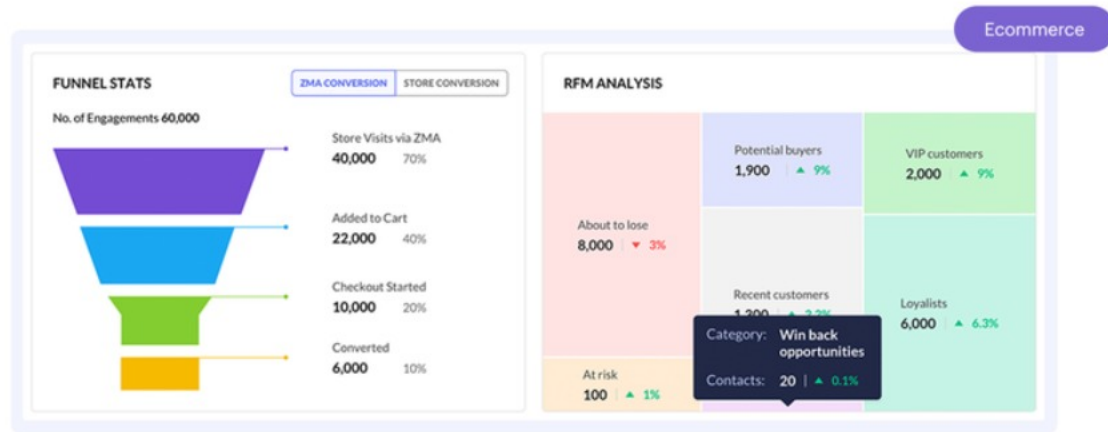 Ecommerce
FUNNEL STATS
ZMA CONVERSION
STORE CONVERSION
No. of Engagements 60,000
Store Visits via ZMA
40,000 70%
Added to Cart
22,000 40%
Checkout Started
10,000 20%
Converted
6,000 10%
RFM ANALYSIS
About to lose
8,000 ▼ 3%
At risk
100 ▲ 1%
Potential buyers
1,900 ▲ 9%
Recent customers
Category: Win back
opportunities
Contacts: 20 | ▲ 0.1%
VIP customers
2,000 ▲ 9%
Loyalists
6,000 ▲ 6.3%